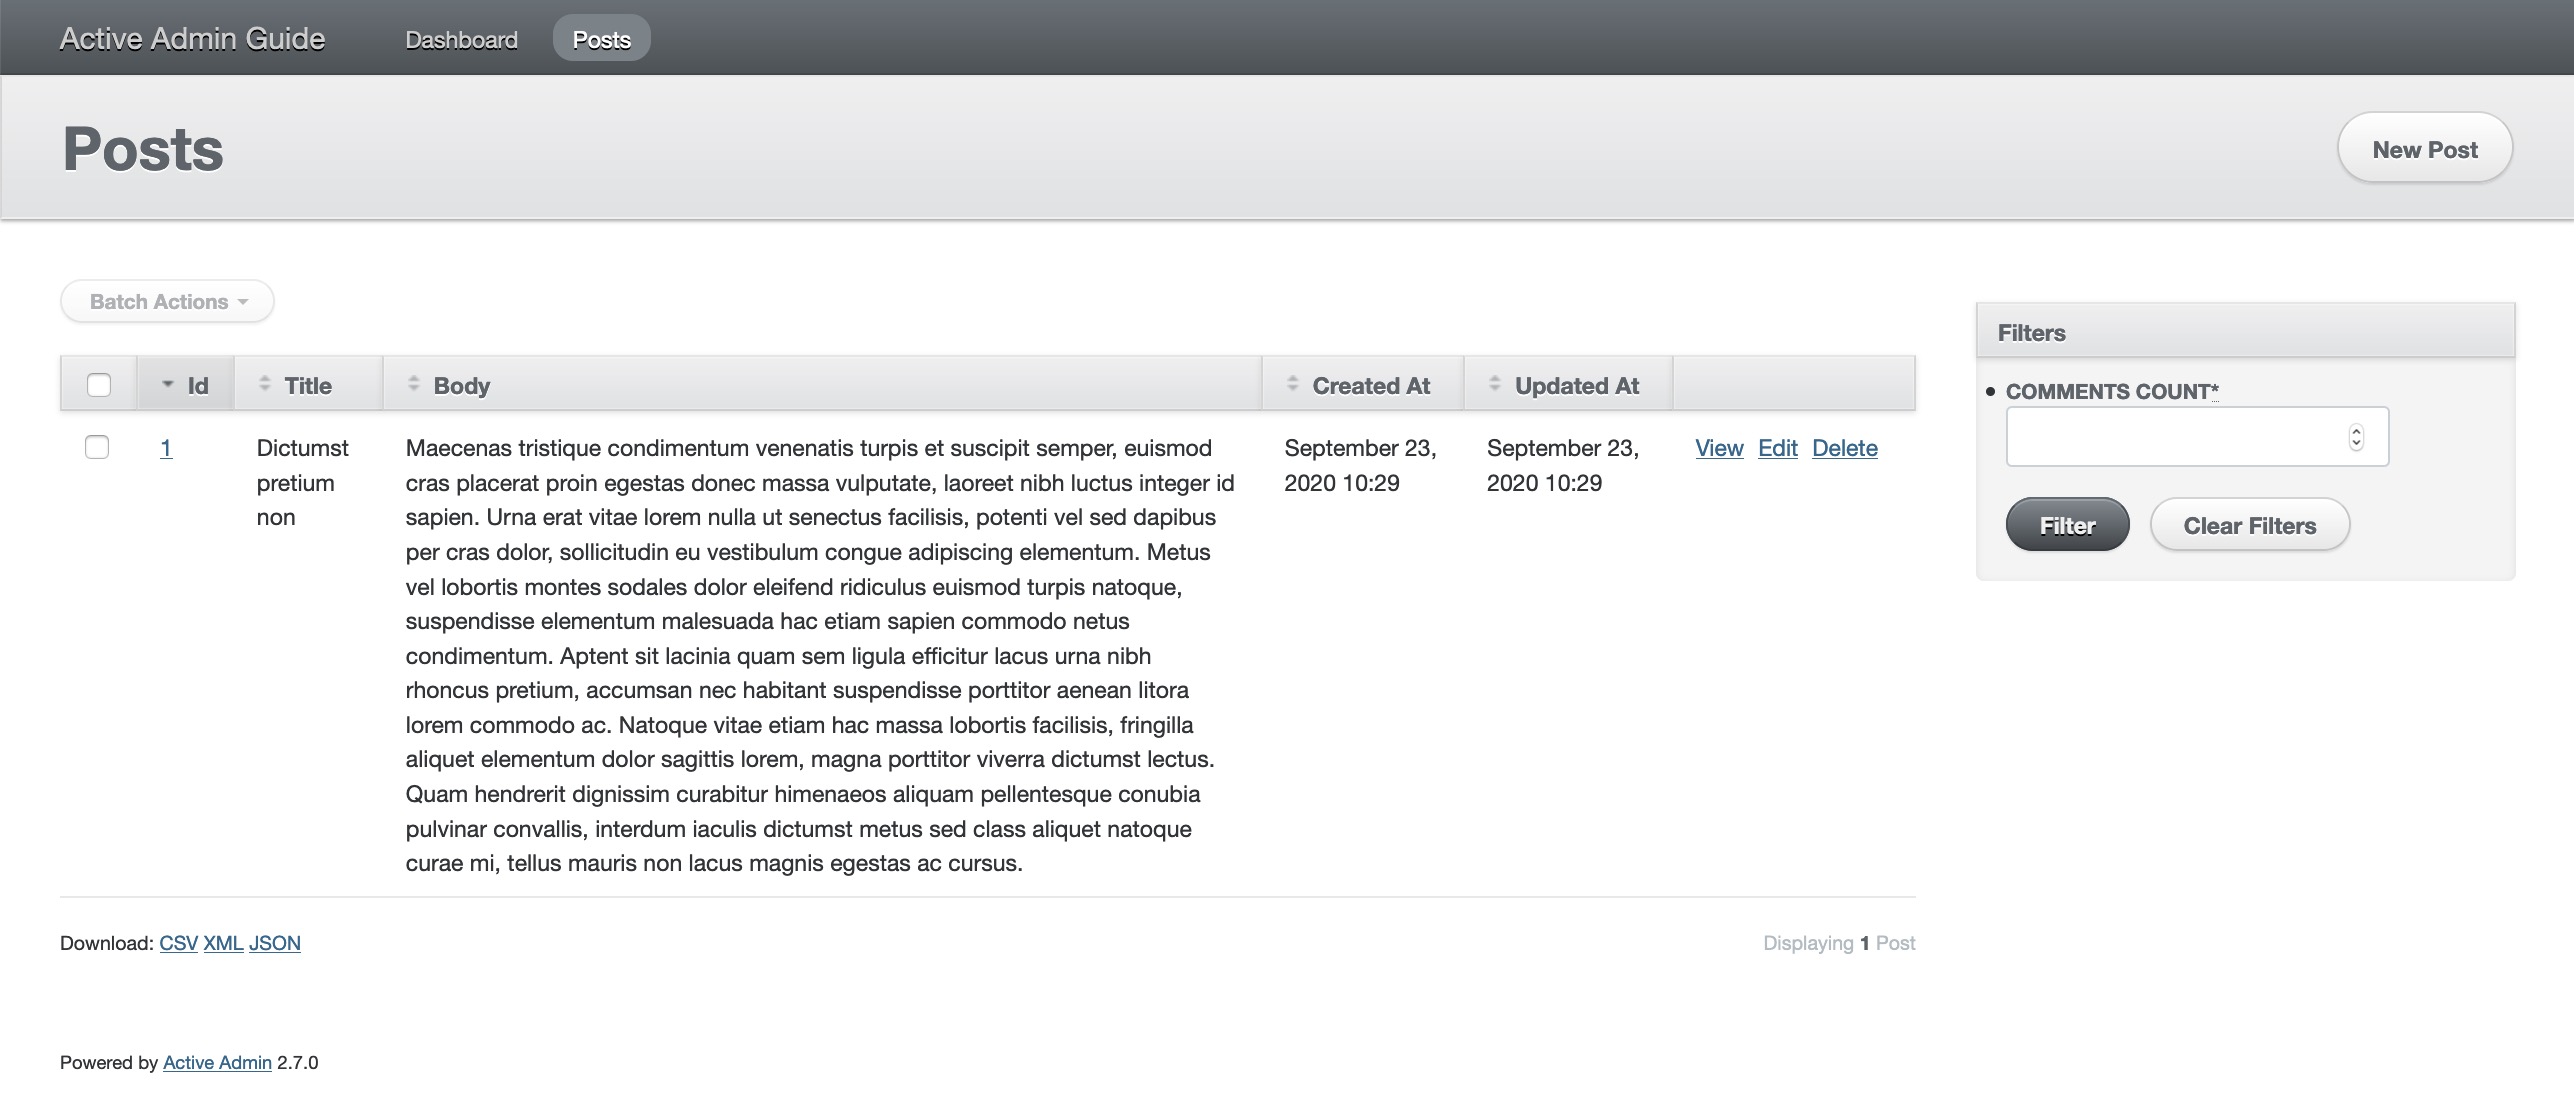 Active Admin Guide Dashboard Posts
Posts
New Post
Batch Actions
Id Title Body Created At Updated At
1 Dictumst Maecenas tristique condimentum venenatis turpis et suscipit semper, euismod September 23, September 23, View Edit Delete
pretium cras placerat proin egestas donec massa vulputate, laoreet nibh luctus integer id 2020 10:29 2020 10:29
non sapien. Urna erat vitae lorem nulla ut senectus facilisis, potenti vel sed dapibus
per cras dolor, sollicitudin eu vestibulum congue adipiscing elementum. Metus
vel lobortis montes sodales dolor eleifend ridiculus euismod turpis natoque,
suspendisse elementum malesuada hac etiam sapien commodo netus
condimentum. Aptent sit lacinia quam sem ligula efficitur lacus urna nibh
rhoncus pretium, accumsan nec habitant suspendisse porttitor aenean litora
lorem commodo ac. Natoque vitae etiam hac massa lobortis facilisis, fringilla
aliquet elementum dolor sagittis lorem, magna porttitor viverra dictumst lectus.
Quam hendrerit dignissim curabitur himenaeos aliquam pellentesque conubia
pulvinar convallis, interdum iaculis dictumst metus sed class aliquet natoque
curae mi, tellus mauris non lacus magnis egestas ac cursus.
Download: CSV XML JSON
Displaying 1 Post
Filters
COMMENTS COUNT*
Filter Clear Filters
Powered by Active Admin 2.7.0